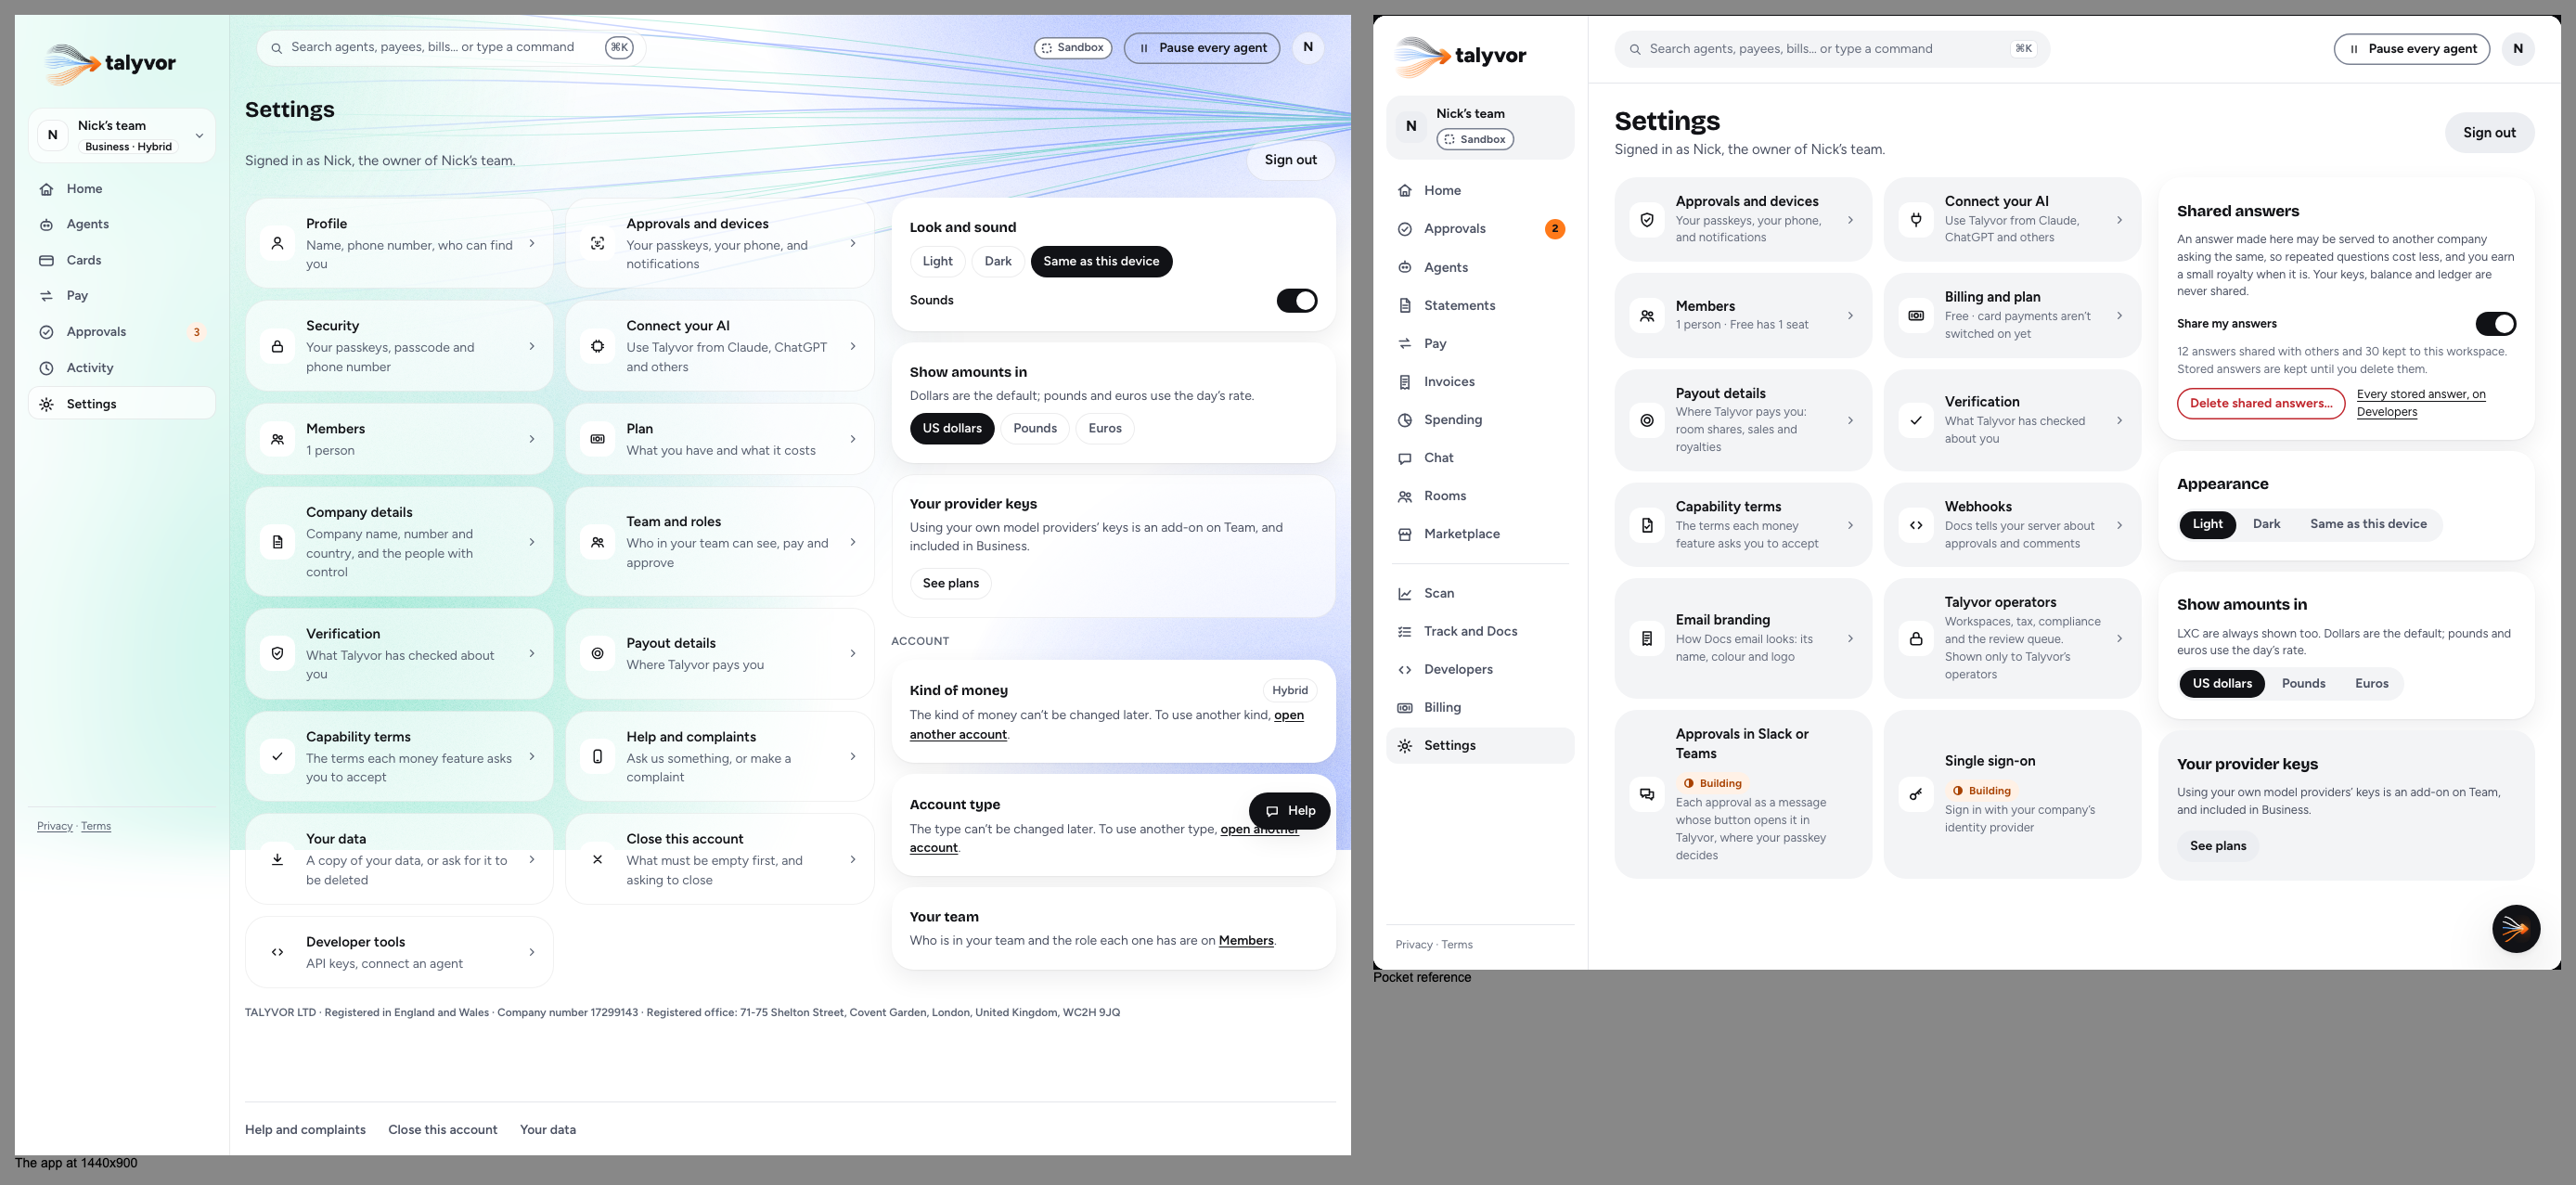 talyvor
Search agents, payees, bills... or type a command
⌘K
Sandbox
Pause every agent
N
N
Nick's team
Business · Hybrid
Home
Agents
Cards
Pay
Approvals
3
Activity
Settings
Privacy · Terms
Settings
Signed in as Nick, the owner of Nick's team.
Sign out
Profile
Name, phone number, who can find
you
Approvals and devices
Your passkeys, your phone, and
notifications
Security
Your passkeys, passcode and
phone number
Connect your AI
Use Talyvor from Claude, ChatGPT
and others
Members
1 person
Plan
What you have and what it costs
Company details
Company name, number and
country, and the people with
control
Team and roles
Who in your team can see, pay and
approve
Verification
What Talyvor has checked about
you
Payout details
Where Talyvor pays you
Capability terms
The terms each money feature asks
you to accept
Help and complaints
Ask us something, or make a
complaint
Your data
A copy of your data, or ask for it to
be deleted
Close this account
What must be empty first, and
asking to close
Developer tools
API keys, connect an agent
Look and sound
Light
Dark
Same as this device
Sounds
Show amounts in
Dollars are the default; pounds and euros use the day's rate.
US dollars
Pounds
Euros
Your provider keys
Using your own model providers' keys is an add-on on Team, and
included in Business.
See plans
ACCOUNT
Kind of money
Hybrid
The kind of money can't be changed later. To use another kind, open
another account.
Account type
Help
The type can't be changed later. To use another type, open another
account.
Your team
Who is in your team and the role each one has are on Members.
TALYVOR LTD · Registered in England and Wales · Company number 17299143 · Registered office: 71-75 Shelton Street, Covent Garden, London, United Kingdom, WC2H 9JQ
Help and complaints
Close this account
Your data
The app at 1440x900
talyvor
Search agents, payees, bills... or type a command
⌘K
Pause every agent
N
N
Nick's team
Sandbox
Home
Approvals
2
Agents
Statements
Pay
Invoices
Spending
Chat
Rooms
Marketplace
Scan
Track and Docs
Developers
Billing
Settings
Privacy · Terms
Settings
Signed in as Nick, the owner of Nick's team.
Sign out
Approvals and devices
Your passkeys, your phone,
and notifications
Connect your AI
Use Talyvor from Claude,
ChatGPT and others
Members
1 person · Free has 1 seat
Billing and plan
Free · card payments aren't
switched on yet
Payout details
Where Talyvor pays you:
room shares, sales and
royalties
Verification
What Talyvor has checked
about you
Capability terms
The terms each money
feature asks you to accept
Webhooks
Docs tells your server about
approvals and comments
Email branding
How Docs email looks: its
name, colour and logo
Talyvor operators
Workspaces, tax, compliance
and the review queue.
Shown only to Talyvor's
operators
Approvals in Slack or
Teams
Building
Each approval as a message
whose button opens it in
Talyvor, where your passkey
decides
Single sign-on
Building
Sign in with your company's
identity provider
Shared answers
An answer made here may be served to another company
asking the same, so repeated questions cost less, and you earn
a small royalty when it is. Your keys, balance and ledger are
never shared.
Share my answers
12 answers shared with others and 30 kept to this workspace.
Stored answers are kept until you delete them.
Delete shared answers...
Every stored answer, on
Developers
Appearance
Light
Dark
Same as this device
Show amounts in
LXC are always shown too. Dollars are the default; pounds and
euros use the day's rate.
US dollars
Pounds
Euros
Your provider keys
Using your own model providers' keys is an add-on on Team,
and included in Business.
See plans
Pocket reference